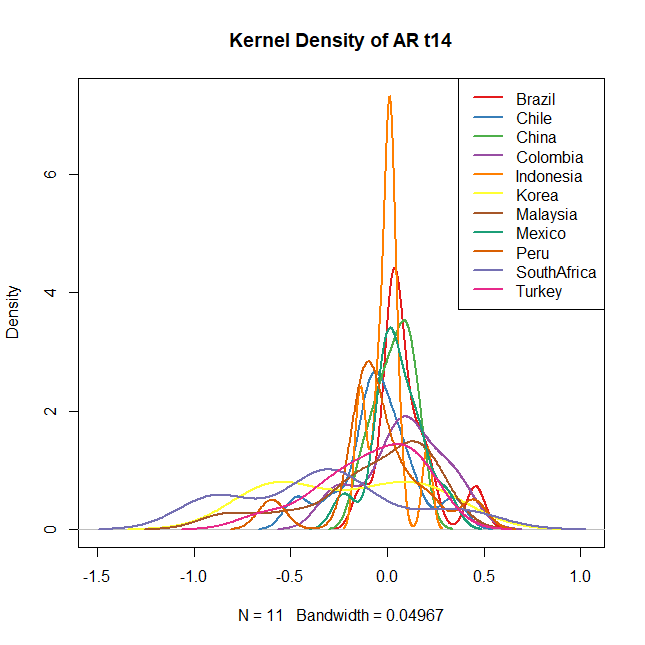 Kernel Density of AR t14
Brazil
Chile
China
Colombia
Indonesia
Korea
Malaysia
Mexico
Peru
SouthAfrica
Turkey
Density
6
4
2
0
-1.5 -1.0 -0.5 0.0 0.5 1.0
N = 11 Bandwidth = 0.04967